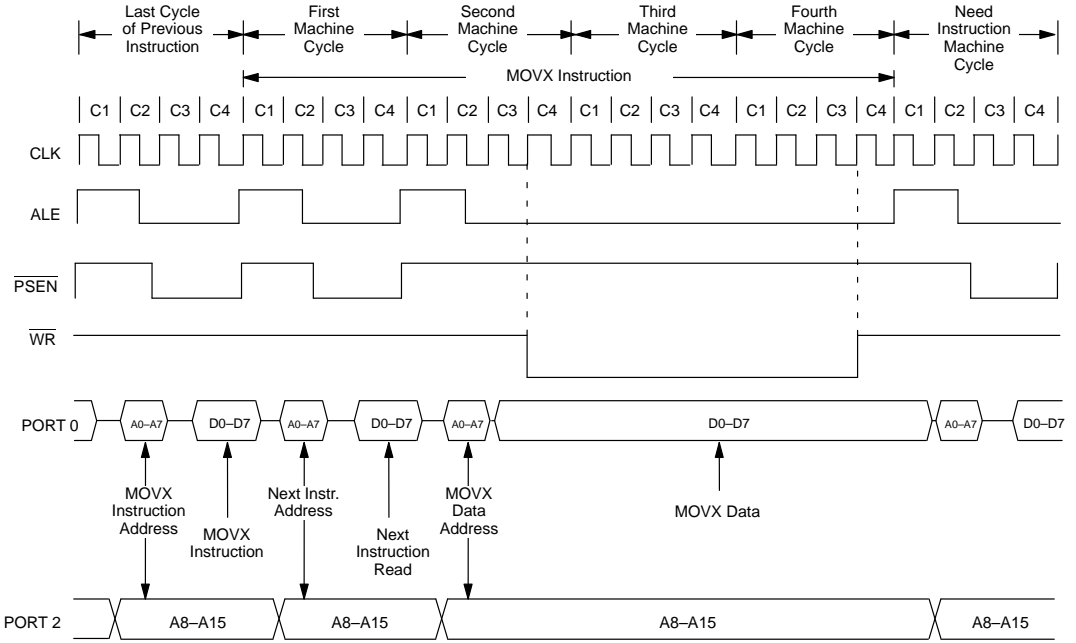 Last Cycle of Previous Instruction
First Machine Cycle
Second Machine Cycle
Third Machine Cycle
Fourth Machine Cycle
Need Instruction Machine Cycle
MOVX Instruction
C1 C2 C3 C4 C1 C2 C3 C4 C1 C2 C3 C4 C1 C2 C3 C4 C1 C2 C3 C4 C1 C2 C3 C4
CLK
ALE
PSEN
WR
PORT 0 A0–A7 D0–D7 A0–A7 D0–D7 A0–A7 D0–D7 A0–A7 D0–D7
MOVX Instruction Address
MOVX Instruction
Next Instr. Address
Next Instruction Read
MOVX Data Address
MOVX Data
PORT 2 A8–A15 A8–A15 A8–A15 A8–A15